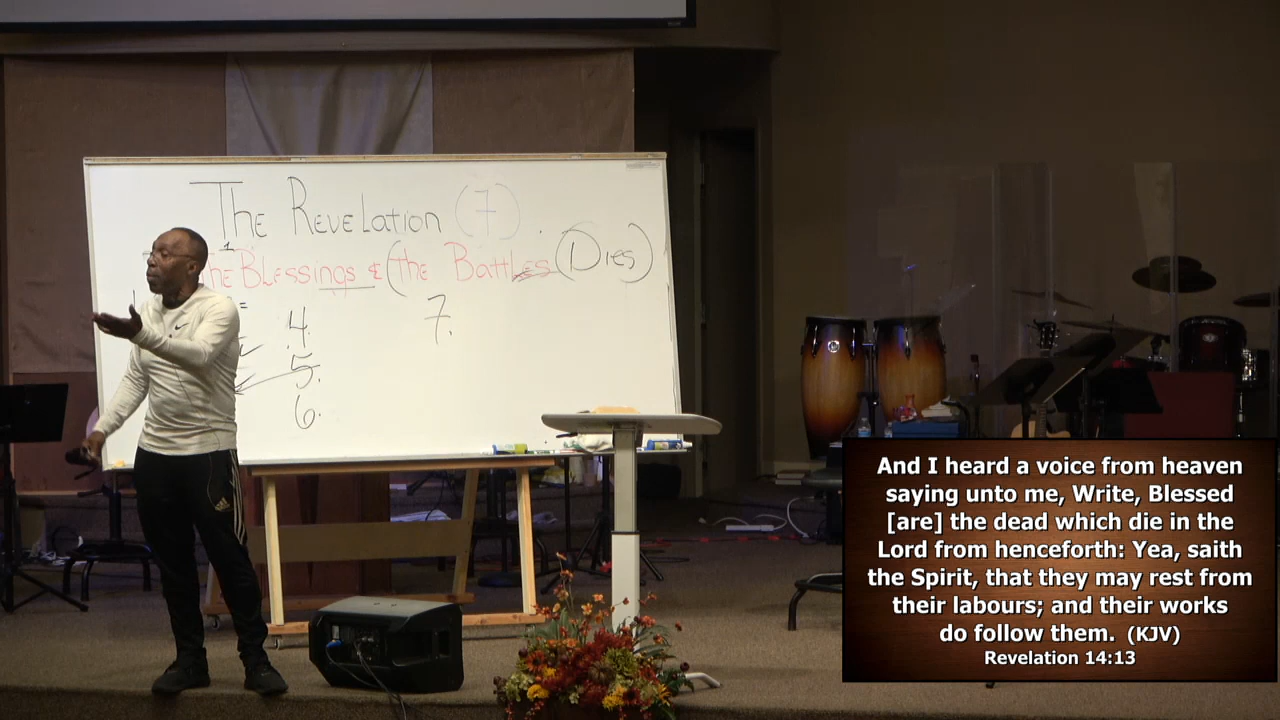 The Revelation (7)
1
The Blessings & (the Battles (Dies)
4.
5.
6.
7.
And I heard a voice from heaven
saying unto me, Write, Blessed
[are] the dead which die in the
Lord from henceforth: Yea, saith
the Spirit, that they may rest from
their labours; and their works
do follow them. (KJV)
Revelation 14:13